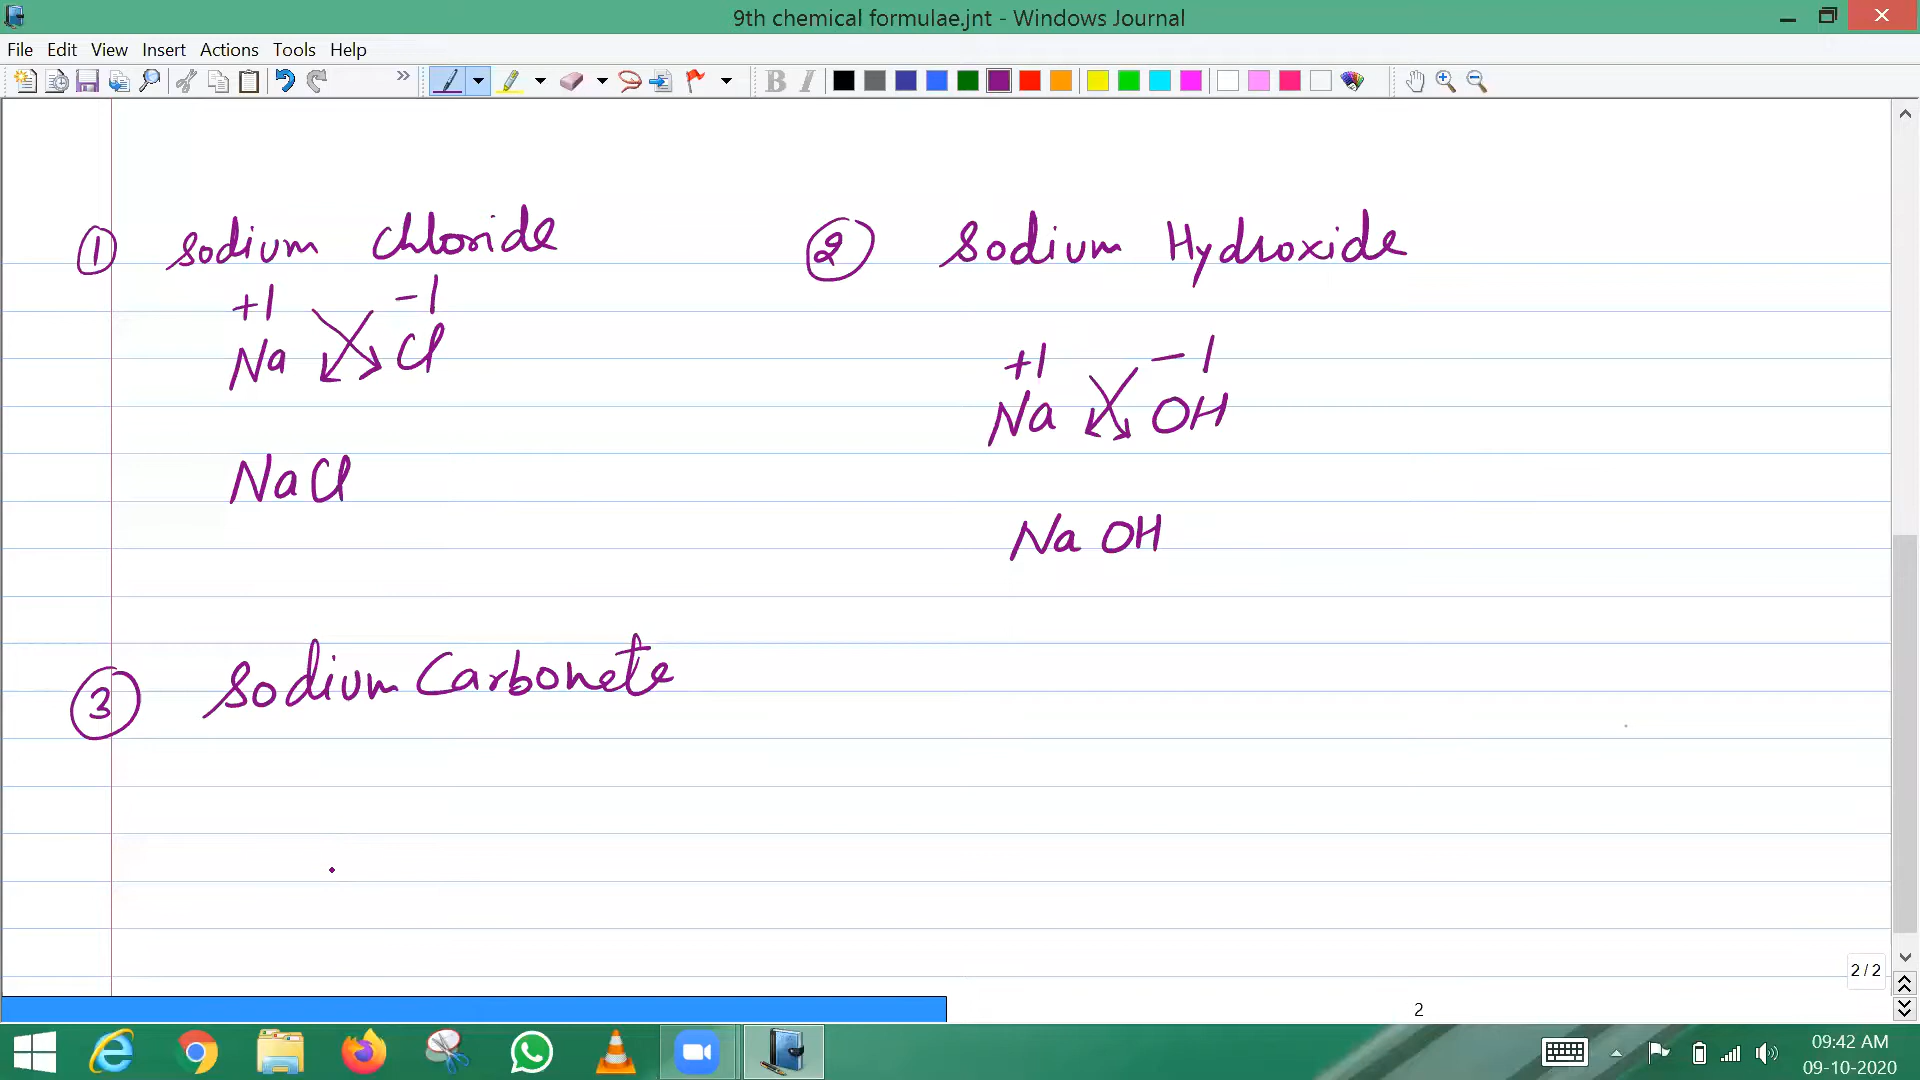 9th chemical formulae.jnt - Windows Journal
File Edit View Insert Actions Tools Help
B I
① Sodium Chloride
+1 -1
Na Cl
NaCl
② Sodium Hydroxide
+1 -1
Na OH
Na OH
③ Sodium Carbonete
2 / 2
2
09:42 AM
09-10-2020